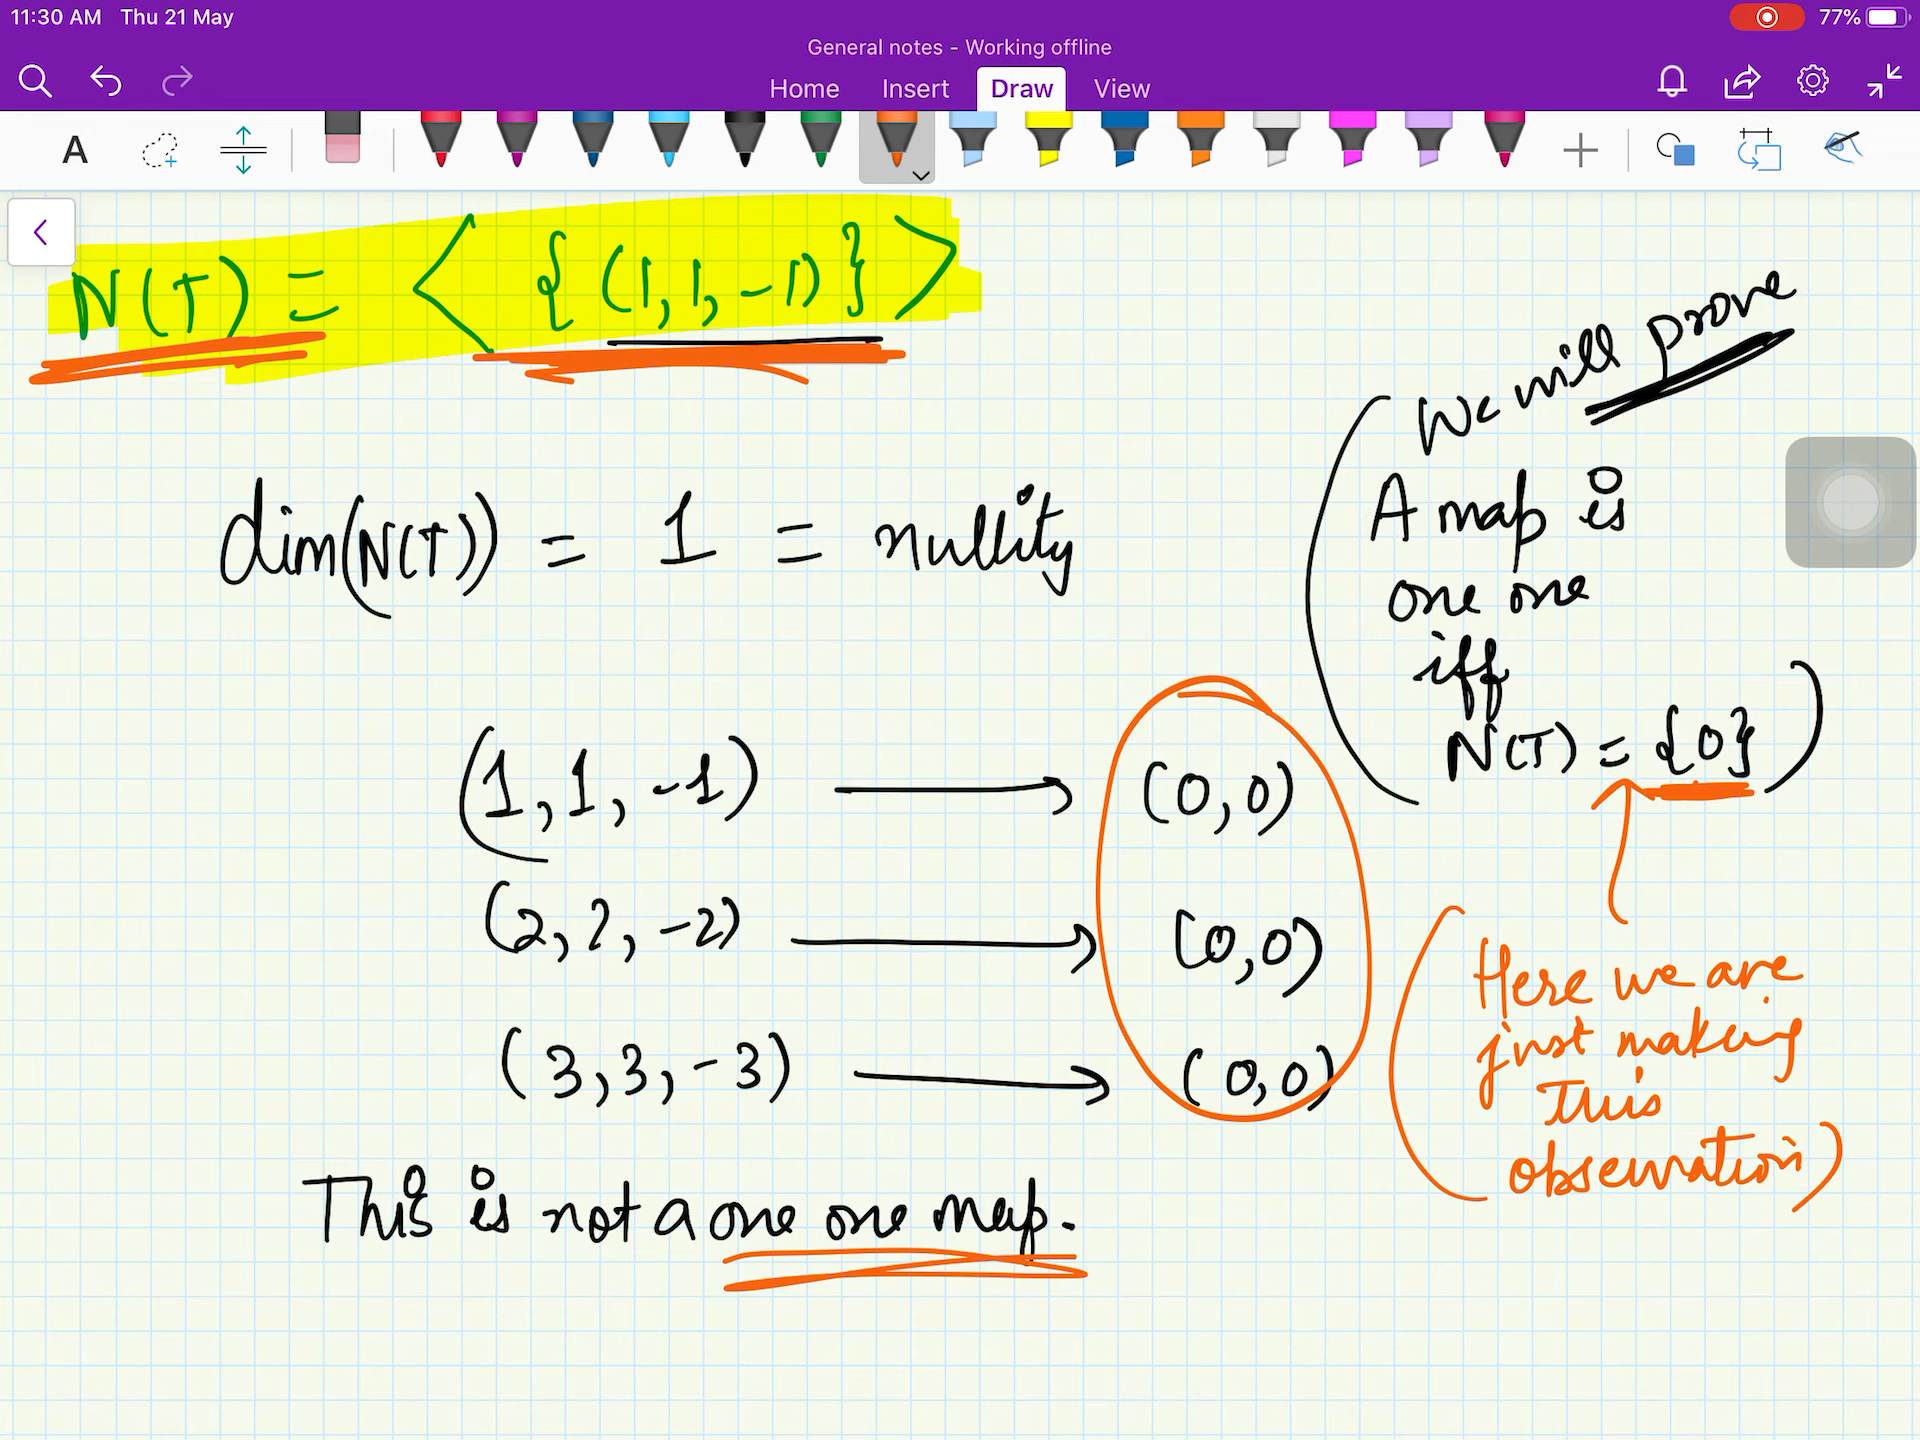 11:30 AM Thu 21 May
77%
General notes - Working offline
Home Insert Draw View
A
N(T) = < { (1, 1, -1) } >
We will prove
A map is
one one
iff
N(T) = {0}
dim(N(T)) = 1 = nullity
(1, 1, -1) → (0,0)
(2, 2, -2) → (0,0)
(3,3, -3) → (0,0)
Here we are
just making
this
observation)
This is not a one one map.